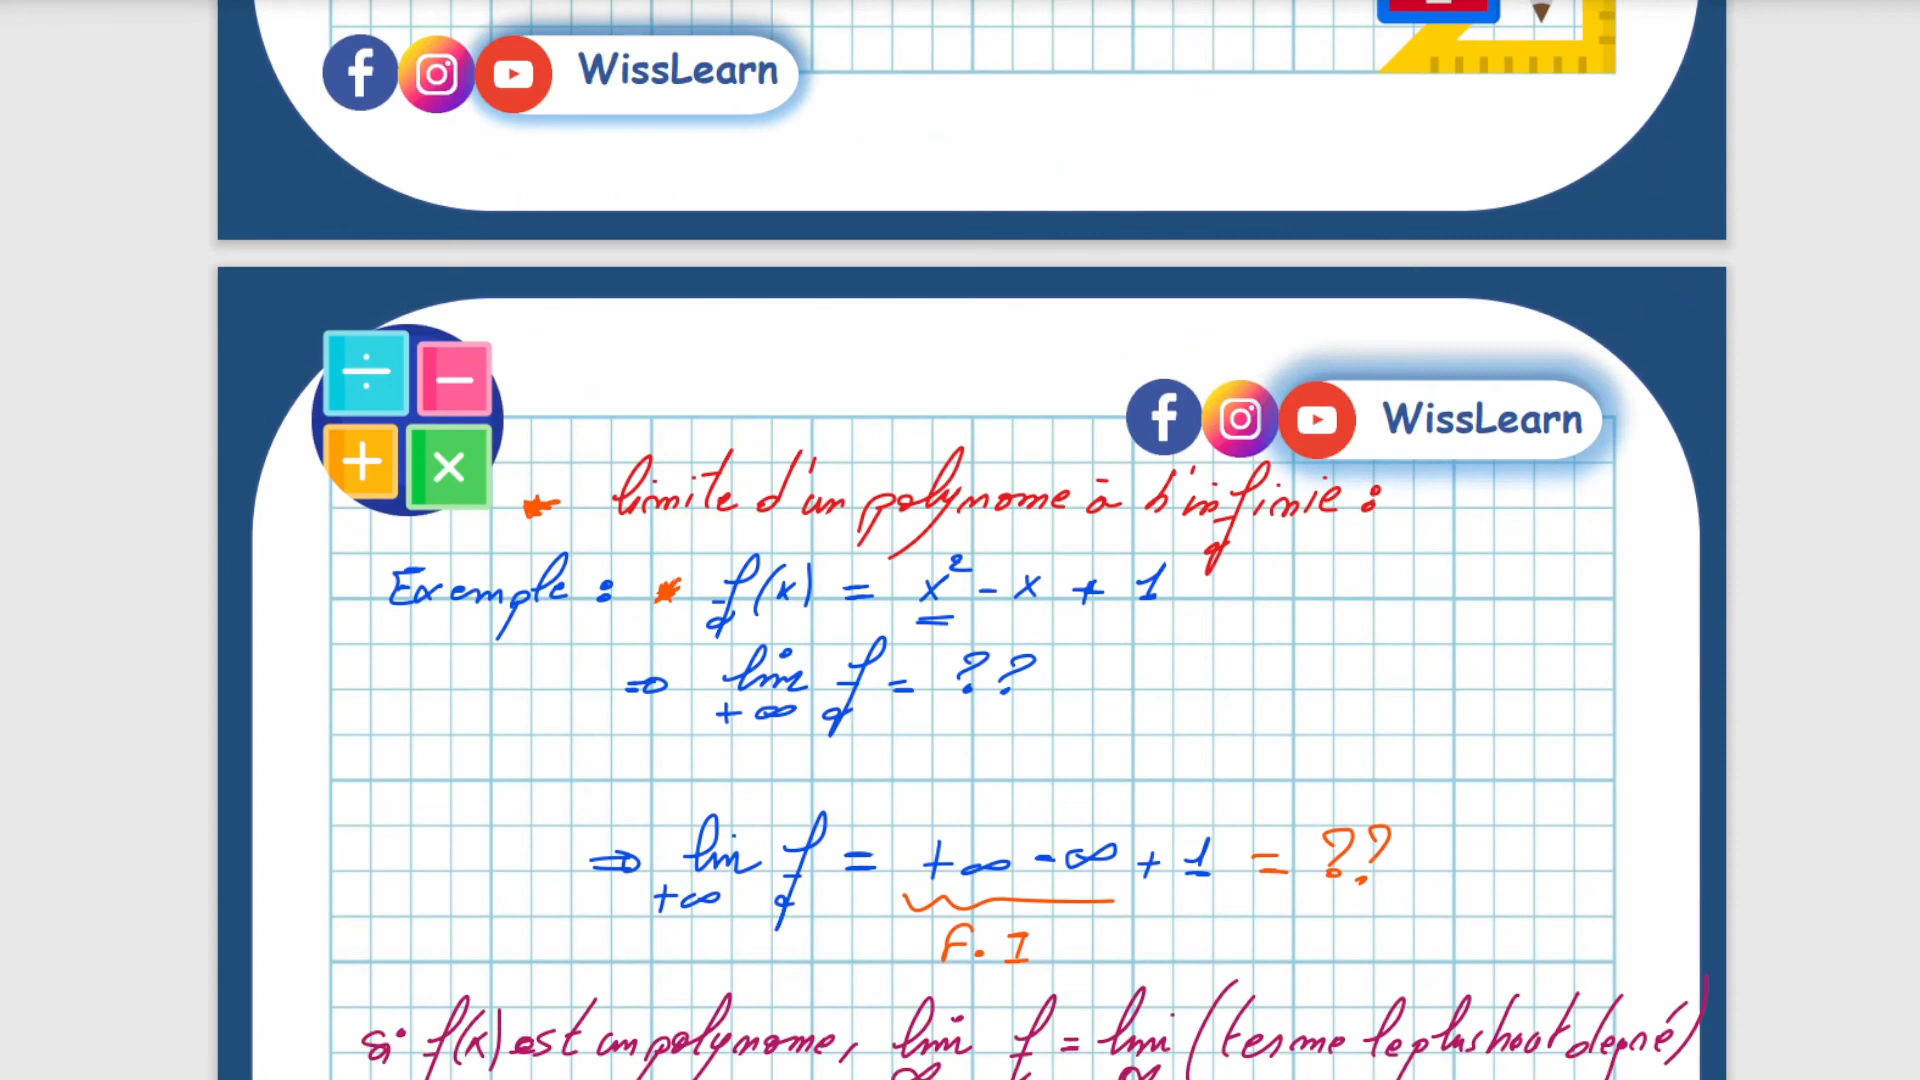 WissLearn
WissLearn
limite d'un polynome à l'infinie :
Exemple : * f(x) = x² - x + 1
⇒ lim f = ??
+∞
⇒ lim f = +∞ -∞ + 1 = ??
+∞
F.I
si f(x) est un polynome, lim f = lim (terme le plus haut degré)